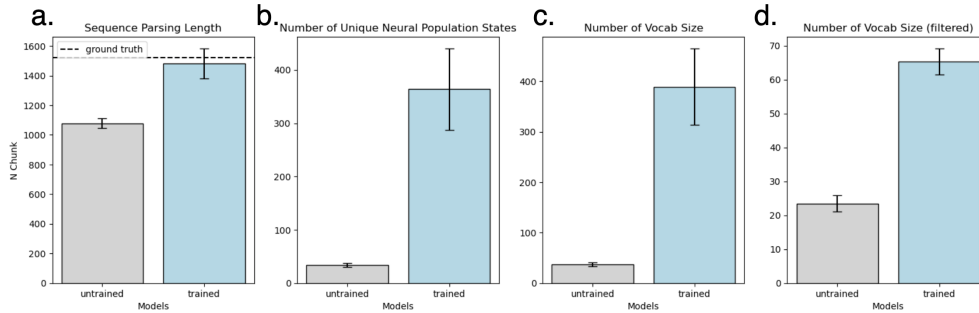 a.
Sequence Parsing Length
ground truth
N Chunk
1600
1400
1200
1000
800
600
400
200
0
untrained
trained
Models
b.
Number of Unique Neural Population States
400
300
200
100
0
untrained
trained
Models
c.
Number of Vocab Size
400
300
200
100
0
untrained
trained
Models
d.
Number of Vocab Size (filtered)
70
60
50
40
30
20
10
0
untrained
trained
Models